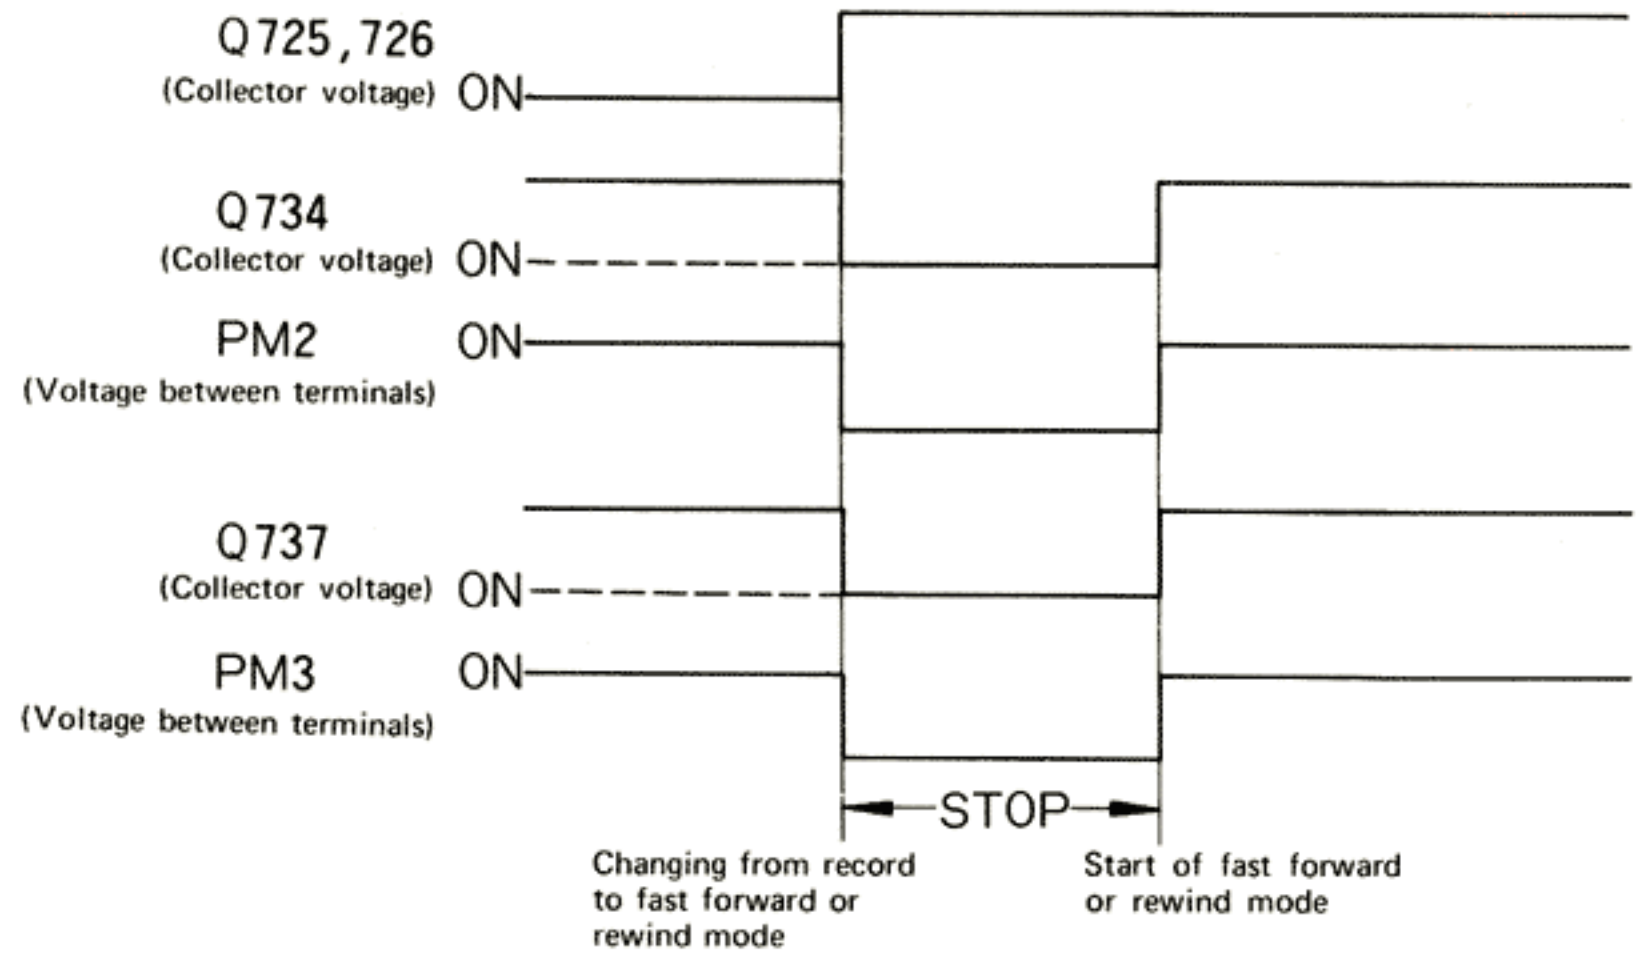 Q725,726
(Collector voltage) ON
Q734
(Collector voltage) ON
PM2 ON
(Voltage between terminals)
Q737
(Collector voltage) ON
PM3 ON
(Voltage between terminals)
STOP
Changing from record
to fast forward or
rewind mode
Start of fast forward
or rewind mode